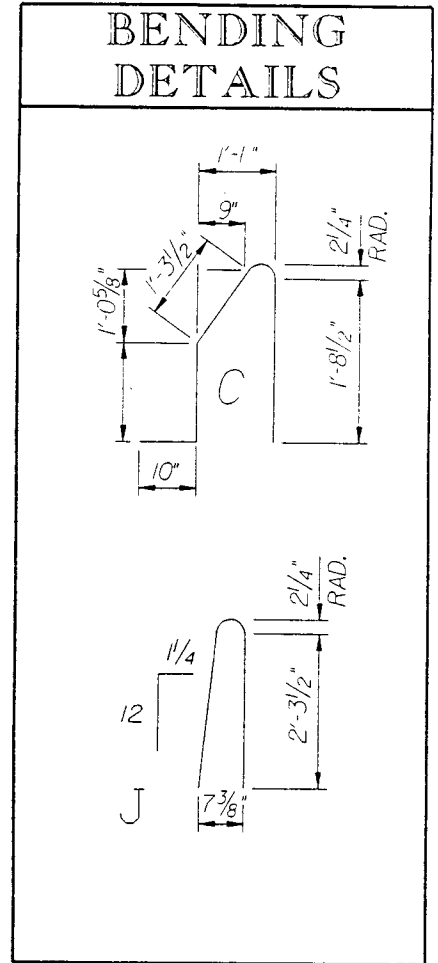 BENDING
DETAILS
1'-1"
9"
1'-3 1/2"
1'-0 5/8"
2 1/4"
RAD.
1'-8 1/2"
C
10"
2 1/4"
RAD.
1 1/4
12
2'-3 1/2"
J
7 3/8"